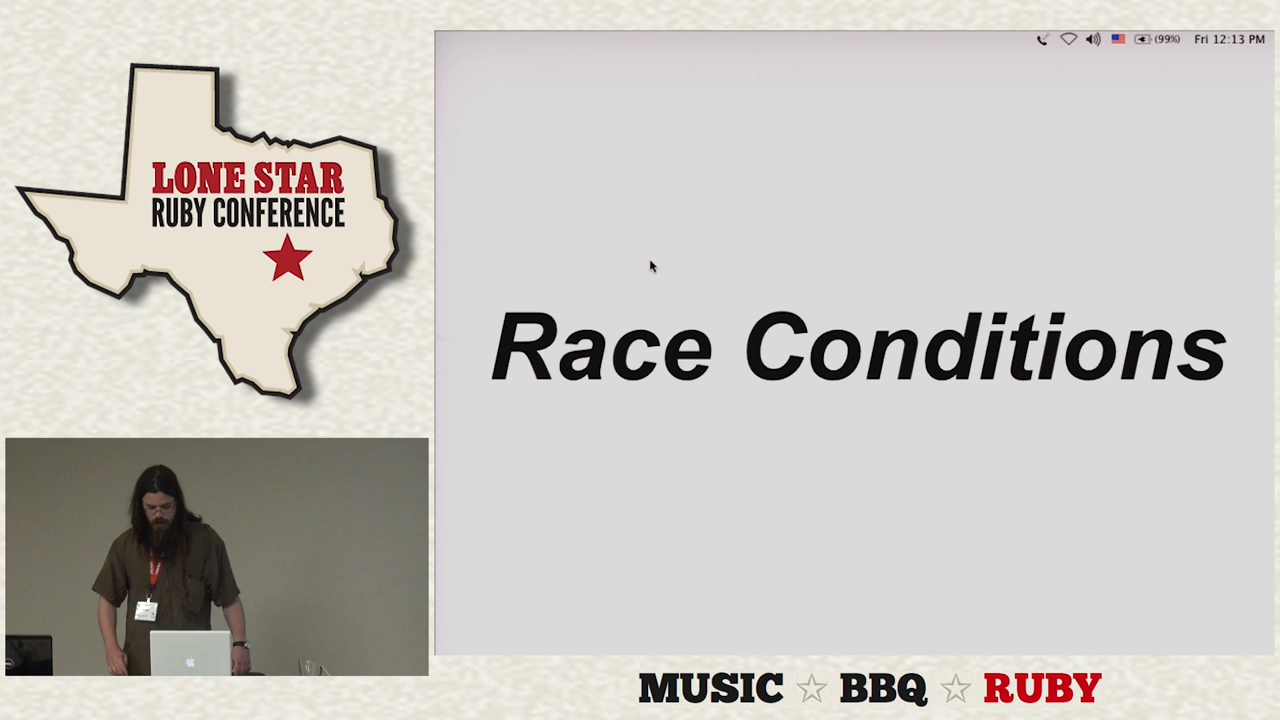 LONE STAR
RUBY CONFERENCE
(99%) Fri 12:13 PM
Race Conditions
MUSIC ☆ BBQ ☆ RUBY